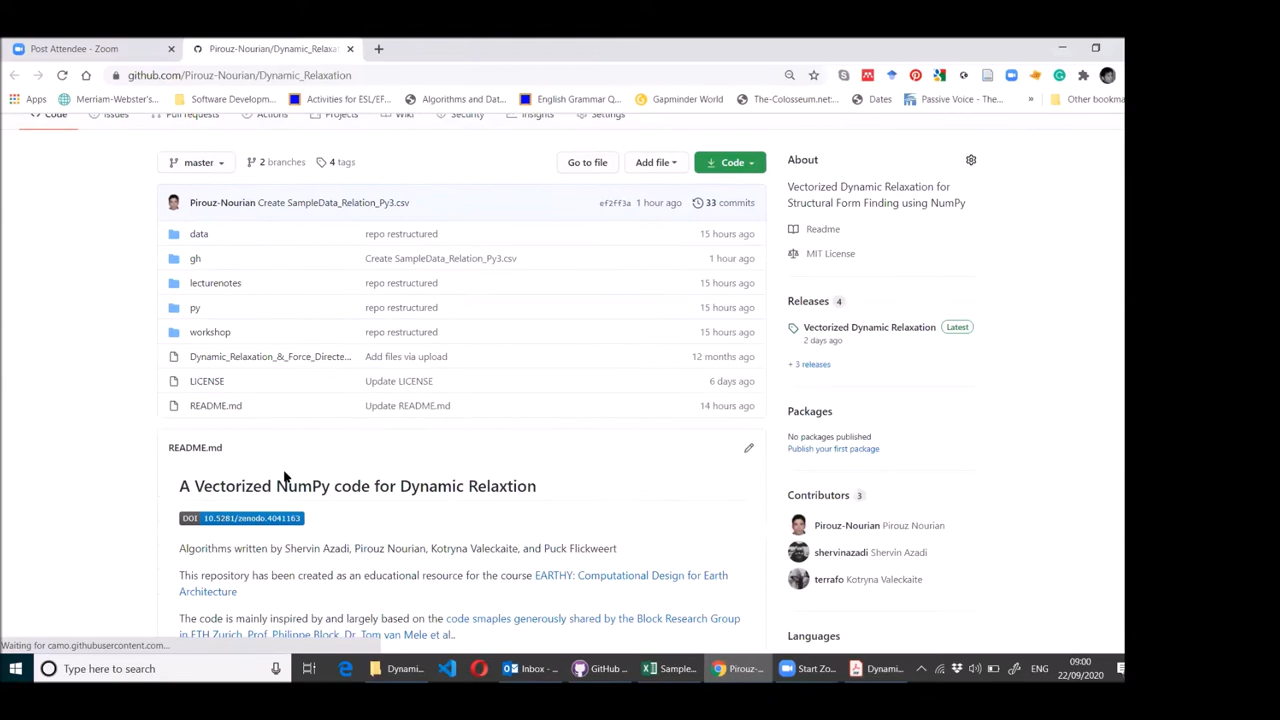 Post Attendee - Zoom
Pirouz-Nourian/Dynamic_Relaxat
github.com/Pirouz-Nourian/Dynamic_Relaxation
Apps Merriam-Webster's... Software Developm... Activities for ESL/EF... Algorithms and Dat... English Grammar Q... Gapminder World The-Colosseum.net:... Dates Passive Voice - The... » Other bookma
Code Issues Pull requests Actions Projects Wiki Security Insights Settings
master 2 branches 4 tags Go to file Add file Code
Pirouz-Nourian Create SampleData_Relation_Py3.csv ef2ff3a 1 hour ago 33 commits
data repo restructured 15 hours ago
gh Create SampleData_Relation_Py3.csv 1 hour ago
lecturenotes repo restructured 15 hours ago
py repo restructured 15 hours ago
workshop repo restructured 15 hours ago
Dynamic_Relaxation_&_Force_Directe... Add files via upload 12 months ago
LICENSE Update LICENSE 6 days ago
README.md Update README.md 14 hours ago
README.md
A Vectorized NumPy code for Dynamic Relaxtion
DOI 10.5281/zenodo.4041163
Algorithms written by Shervin Azadi, Pirouz Nourian, Kotryna Valeckaite, and Puck Flickweert
This repository has been created as an educational resource for the course EARTHY: Computational Design for Earth
Architecture
The code is mainly inspired by and largely based on the code smaples generously shared by the Block Research Group
in ETH Zurich, Prof. Philippe Block, Dr. Tom van Mele et al..
About
Vectorized Dynamic Relaxation for
Structural Form Finding using NumPy
Readme
MIT License
Releases 4
Vectorized Dynamic Relaxation Latest
2 days ago
+ 3 releases
Packages
No packages published
Publish your first package
Contributors 3
Pirouz-Nourian Pirouz Nourian
shervinazadi Shervin Azadi
terrafo Kotryna Valeckaite
Languages
Waiting for camo.githubusercontent.com...
Type here to search Dynami... Inbox - ... GitHub ... Sample... Pirouz-... Start Zo... Dynami... ENG 09:00
22/09/2020